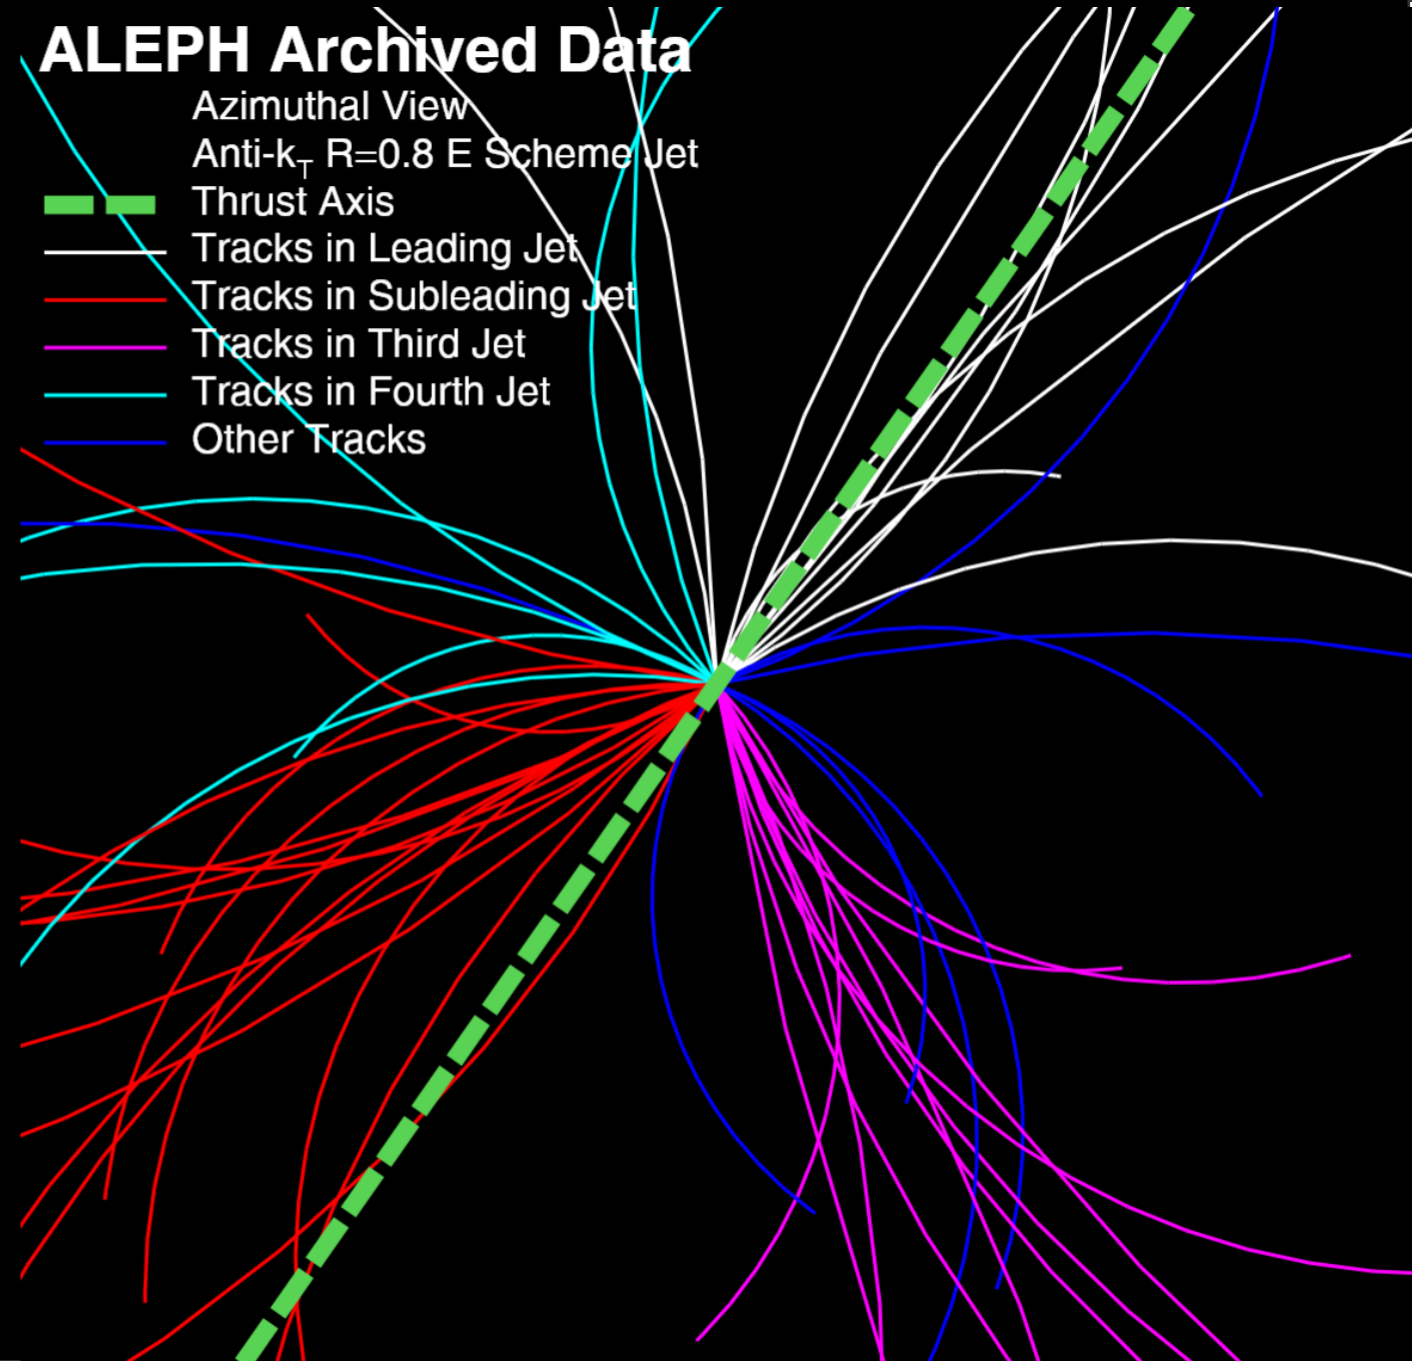 ALEPH Archived Data
Azimuthal View
Anti-kT R=0.8 E Scheme Jet
Thrust Axis
Tracks in Leading Jet
Tracks in Subleading Jet
Tracks in Third Jet
Tracks in Fourth Jet
Other Tracks